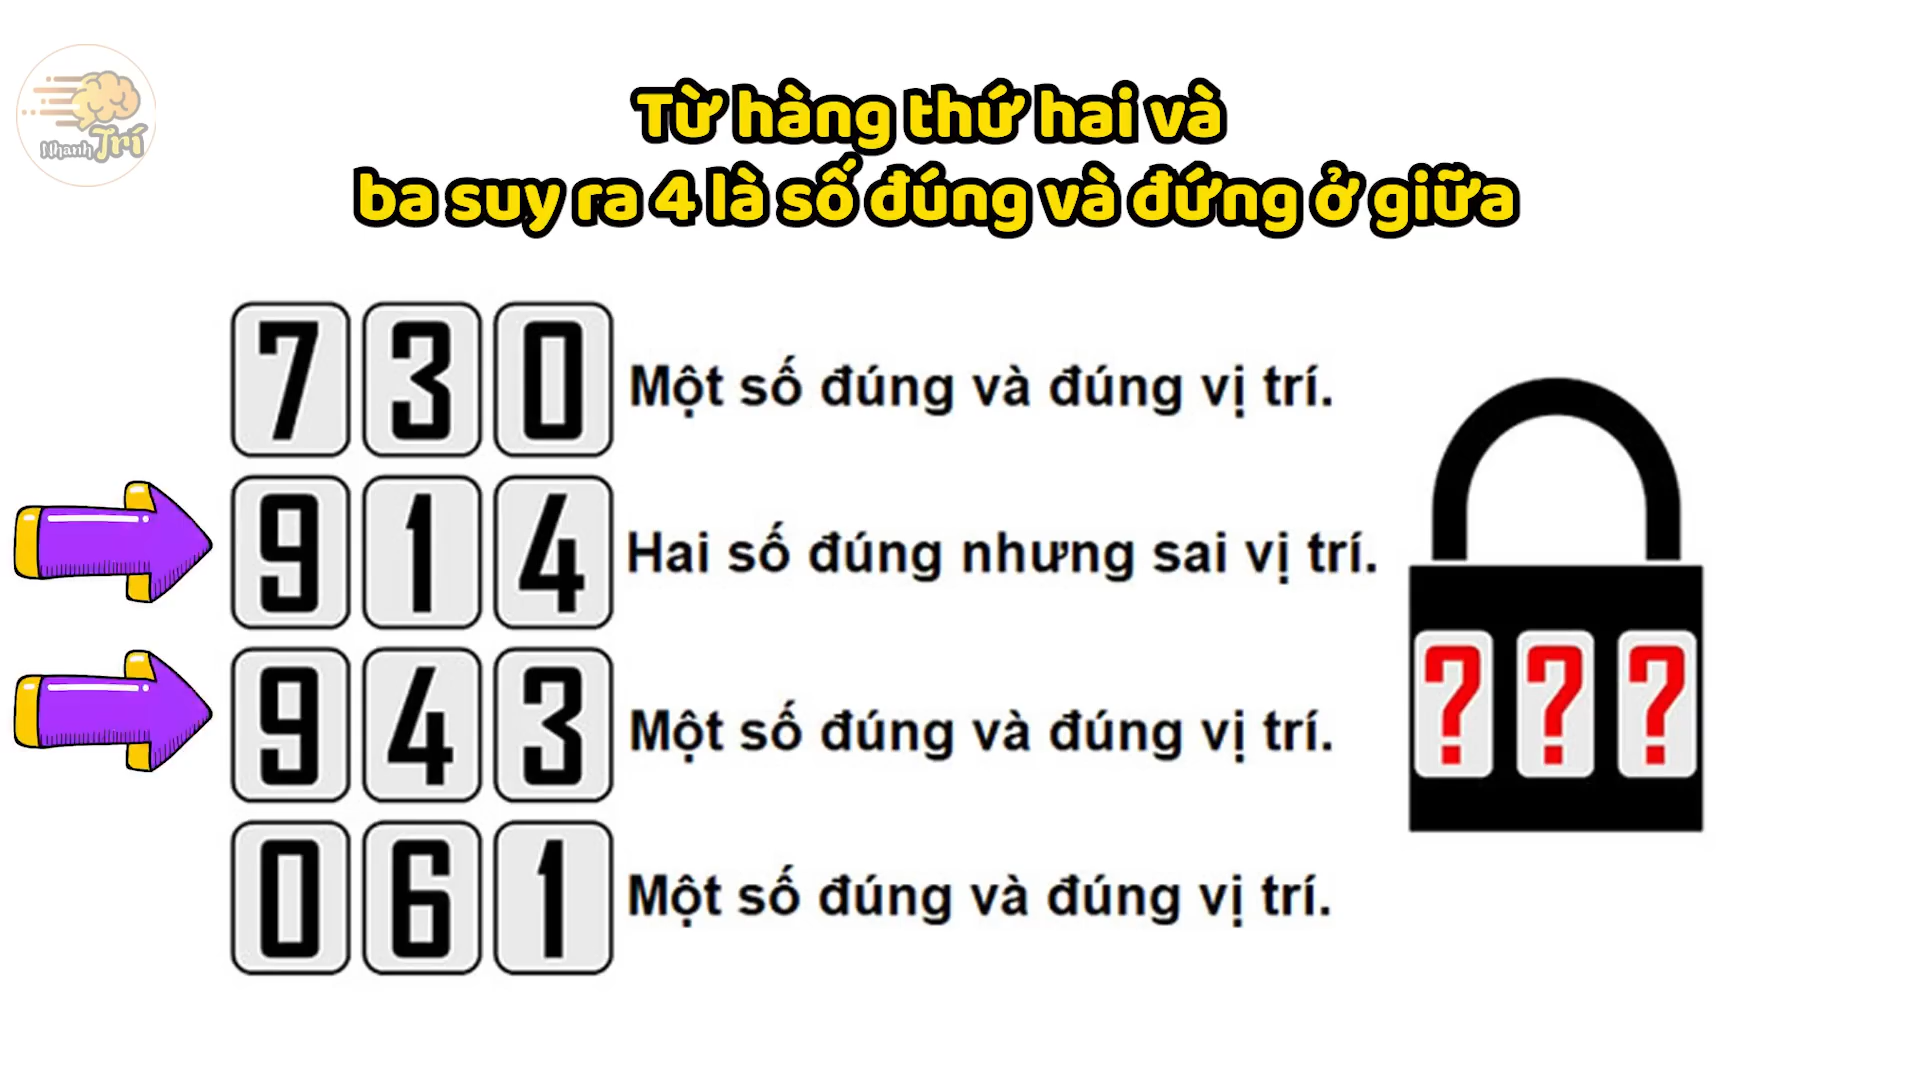 Nhanh Trí
Từ hàng thứ hai và
ba suy ra 4 là số đúng và đứng ở giữa
7 3 0 Một số đúng và đúng vị trí.
9 1 4 Hai số đúng nhưng sai vị trí.
9 4 3 Một số đúng và đúng vị trí.
0 6 1 Một số đúng và đúng vị trí.
? ? ?